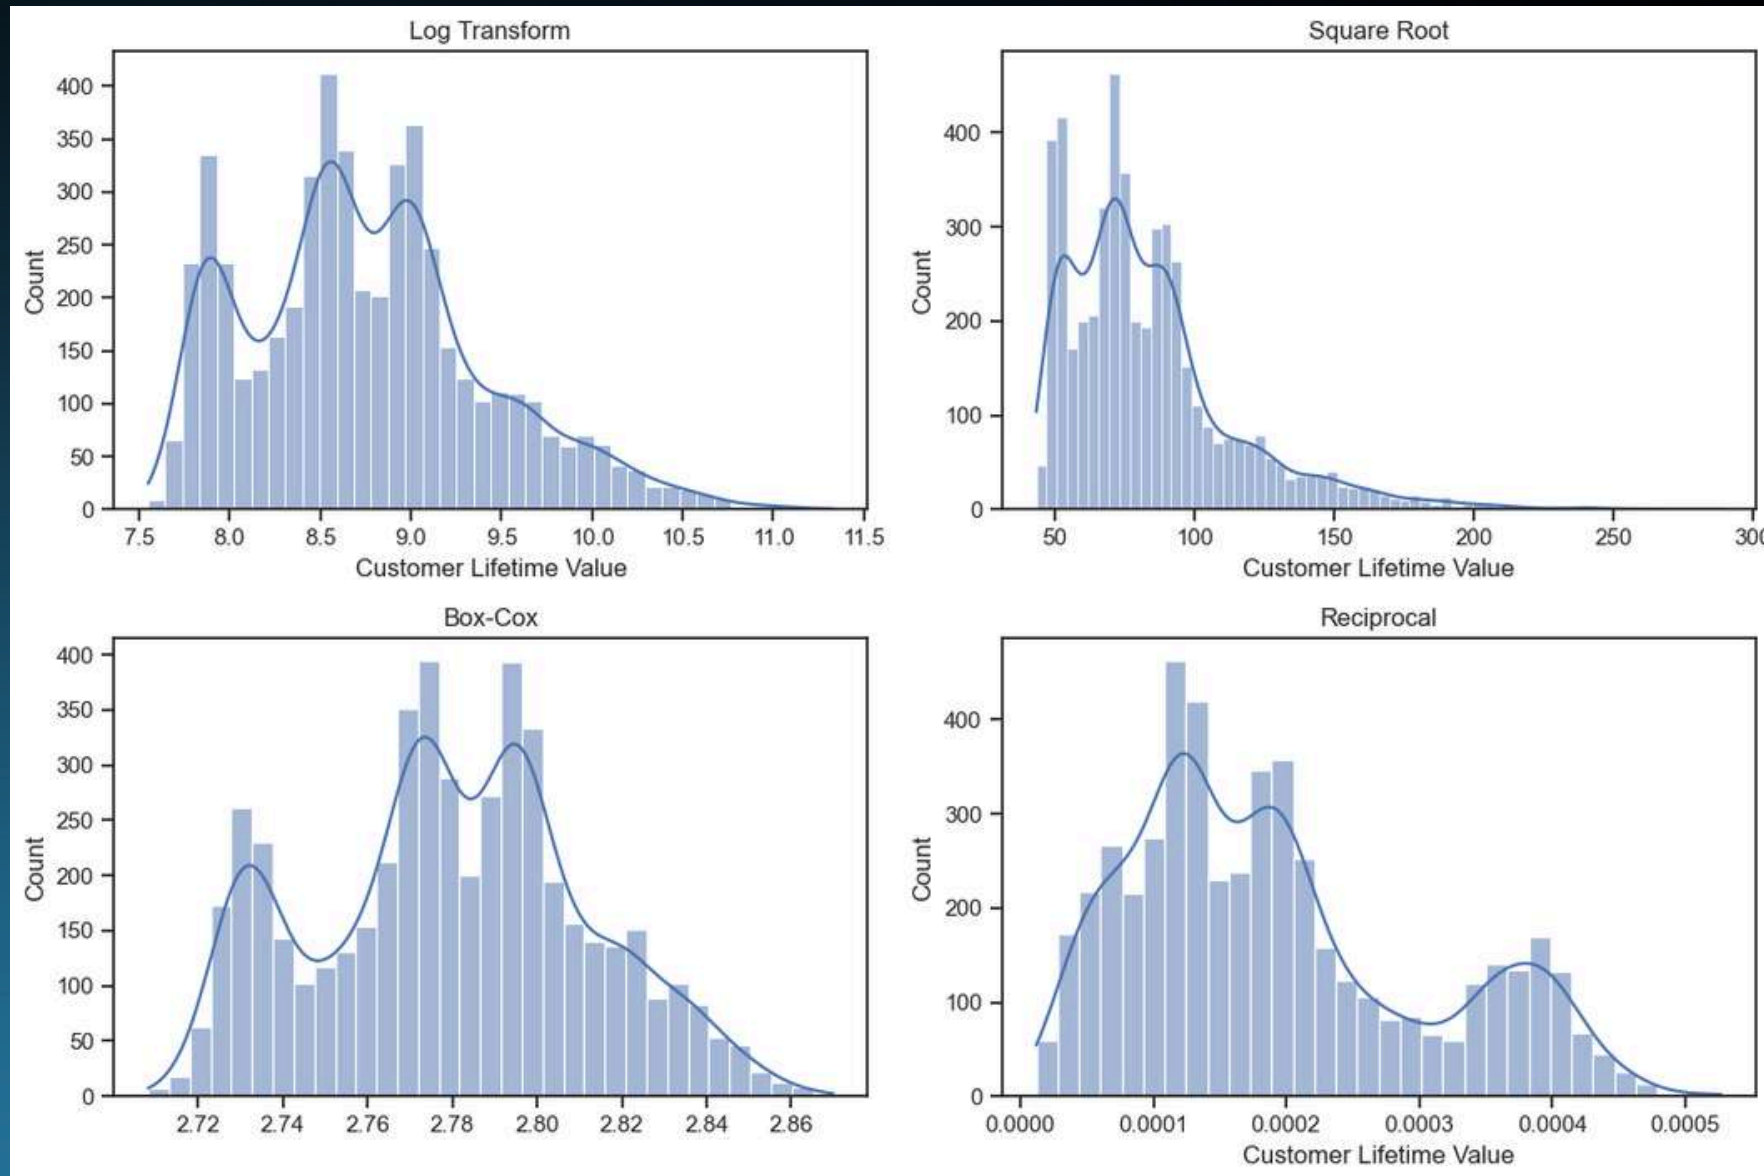 Log Transform
400
350
300
250
200
150
100
50
0
Count
7.5 8.0 8.5 9.0 9.5 10.0 10.5 11.0 11.5
Customer Lifetime Value
Square Root
400
300
200
100
0
Count
50 100 150 200 250 300
Customer Lifetime Value
Box-Cox
400
350
300
250
200
150
100
50
0
Count
2.72 2.74 2.76 2.78 2.80 2.82 2.84 2.86
Reciprocal
400
300
200
100
0
Count
0.0000 0.0001 0.0002 0.0003 0.0004 0.0005
Customer Lifetime Value